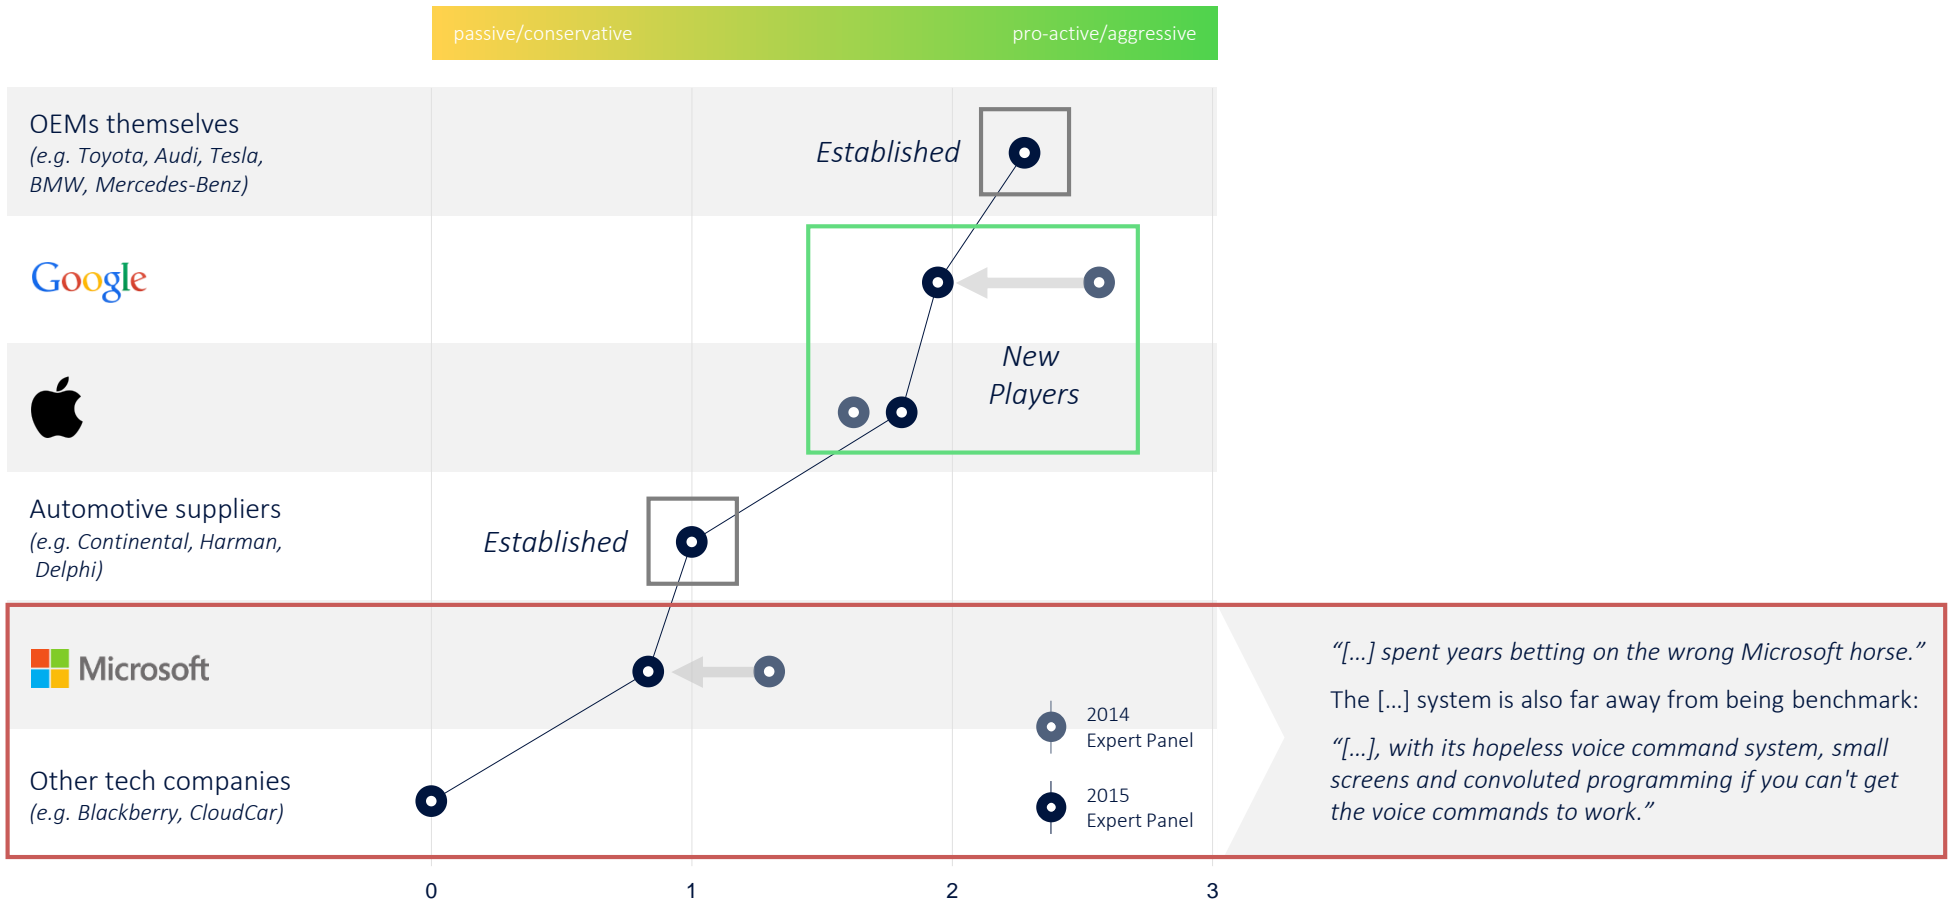 passive/conservative
pro-active/aggressive
OEMs themselves
(e.g. Toyota, Audi, Tesla,
BMW, Mercedes-Benz)
Established
Google
New
Players
Automotive suppliers
(e.g. Continental, Harman,
Delphi)
Established
Microsoft
Other tech companies
(e.g. Blackberry, CloudCar)
2014
Expert Panel
2015
Expert Panel
“[...] spent years betting on the wrong Microsoft horse.”
The [...] system is also far away from being benchmark:
“[...], with its hopeless voice command system, small
screens and convoluted programming if you can't get
the voice commands to work.”
0
1
2
3